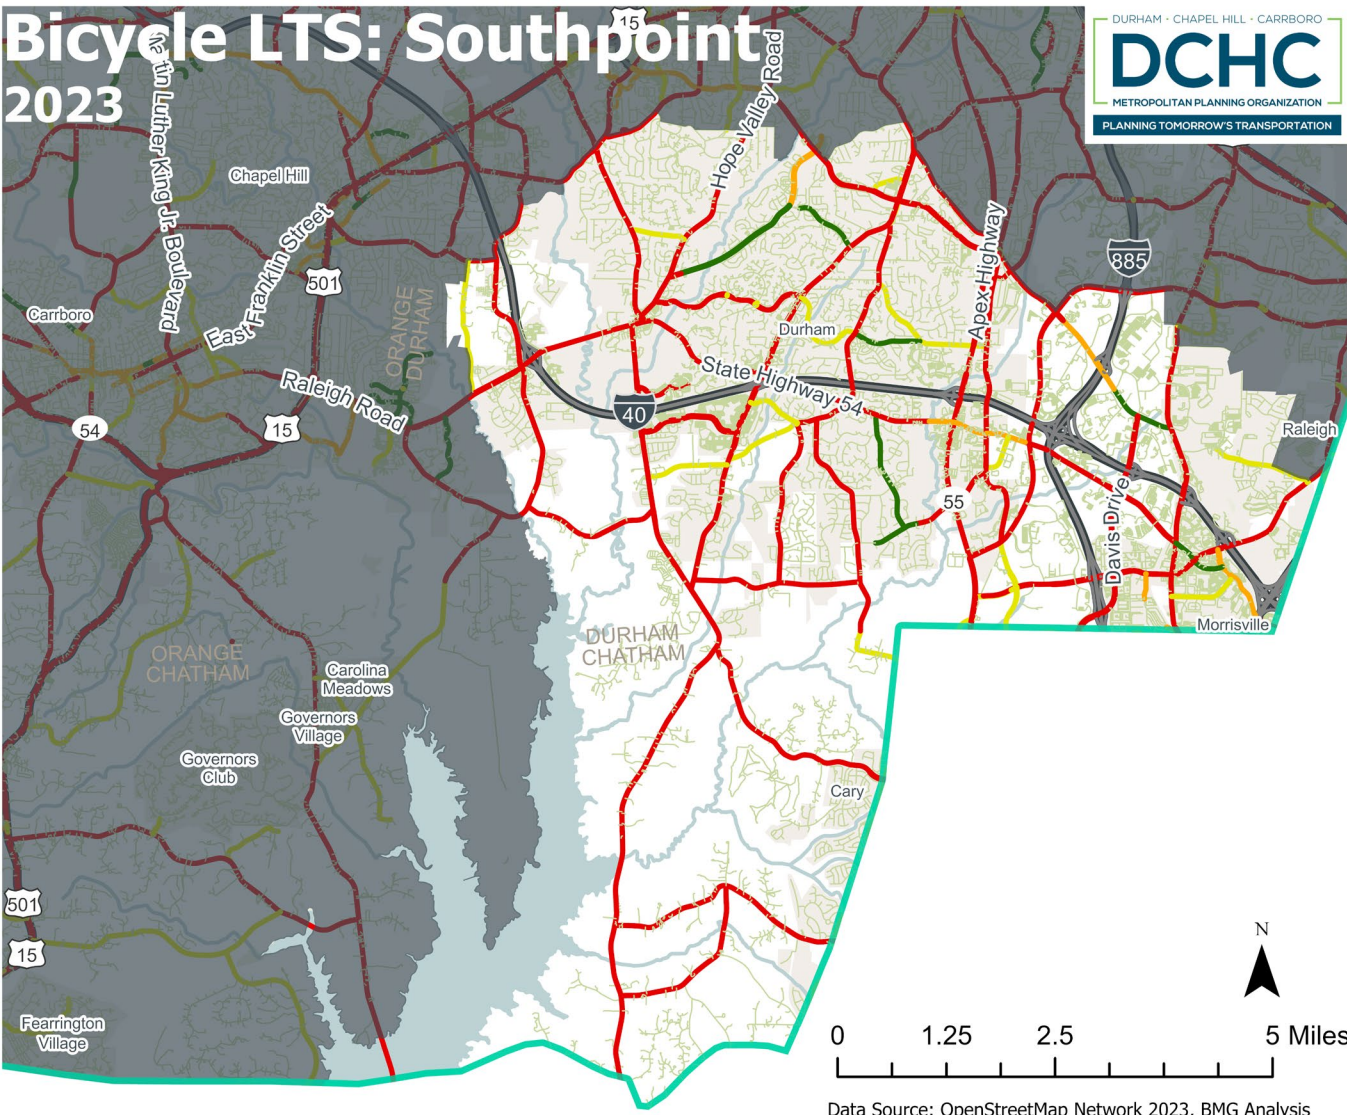 Bicycle LTS: Southpoint
2023
DURHAM · CHAPEL HILL · CARRBORO
DCHC
METROPOLITAN PLANNING ORGANIZATION
PLANNING TOMORROW'S TRANSPORTATION
15
Hope Valley Road
Luther King Jr. Boulevard
Chapel Hill
East Franklin Street
501
885
Apex Highway
Carrboro
ORANGE
DURHAM
Durham
State Highway 54
Raleigh Road
40
54
15
Raleigh
55
Davis Drive
Morrisville
DURHAM
CHATHAM
ORANGE
CHATHAM
Carolina
Meadows
Governors
Village
Governors
Club
Cary
501
15
Fearrington
Village
N
0 1.25 2.5 5 Miles
Data Source: OpenStreetMap Network 2023, BMG Analysis